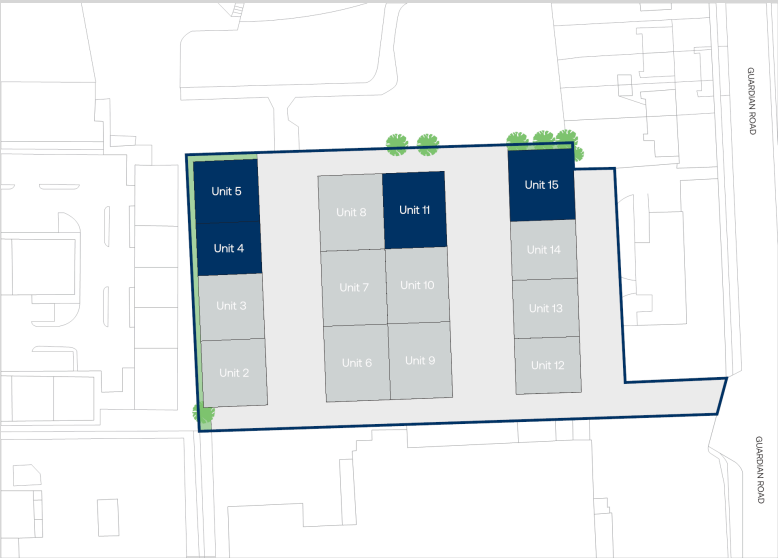 GUARDIAN ROAD
Unit 5
Unit 8
Unit 11
Unit 15
Unit 4
Unit 14
Unit 3
Unit 7
Unit 10
Unit 13
Unit 2
Unit 6
Unit 9
Unit 12
GUARDIAN ROAD